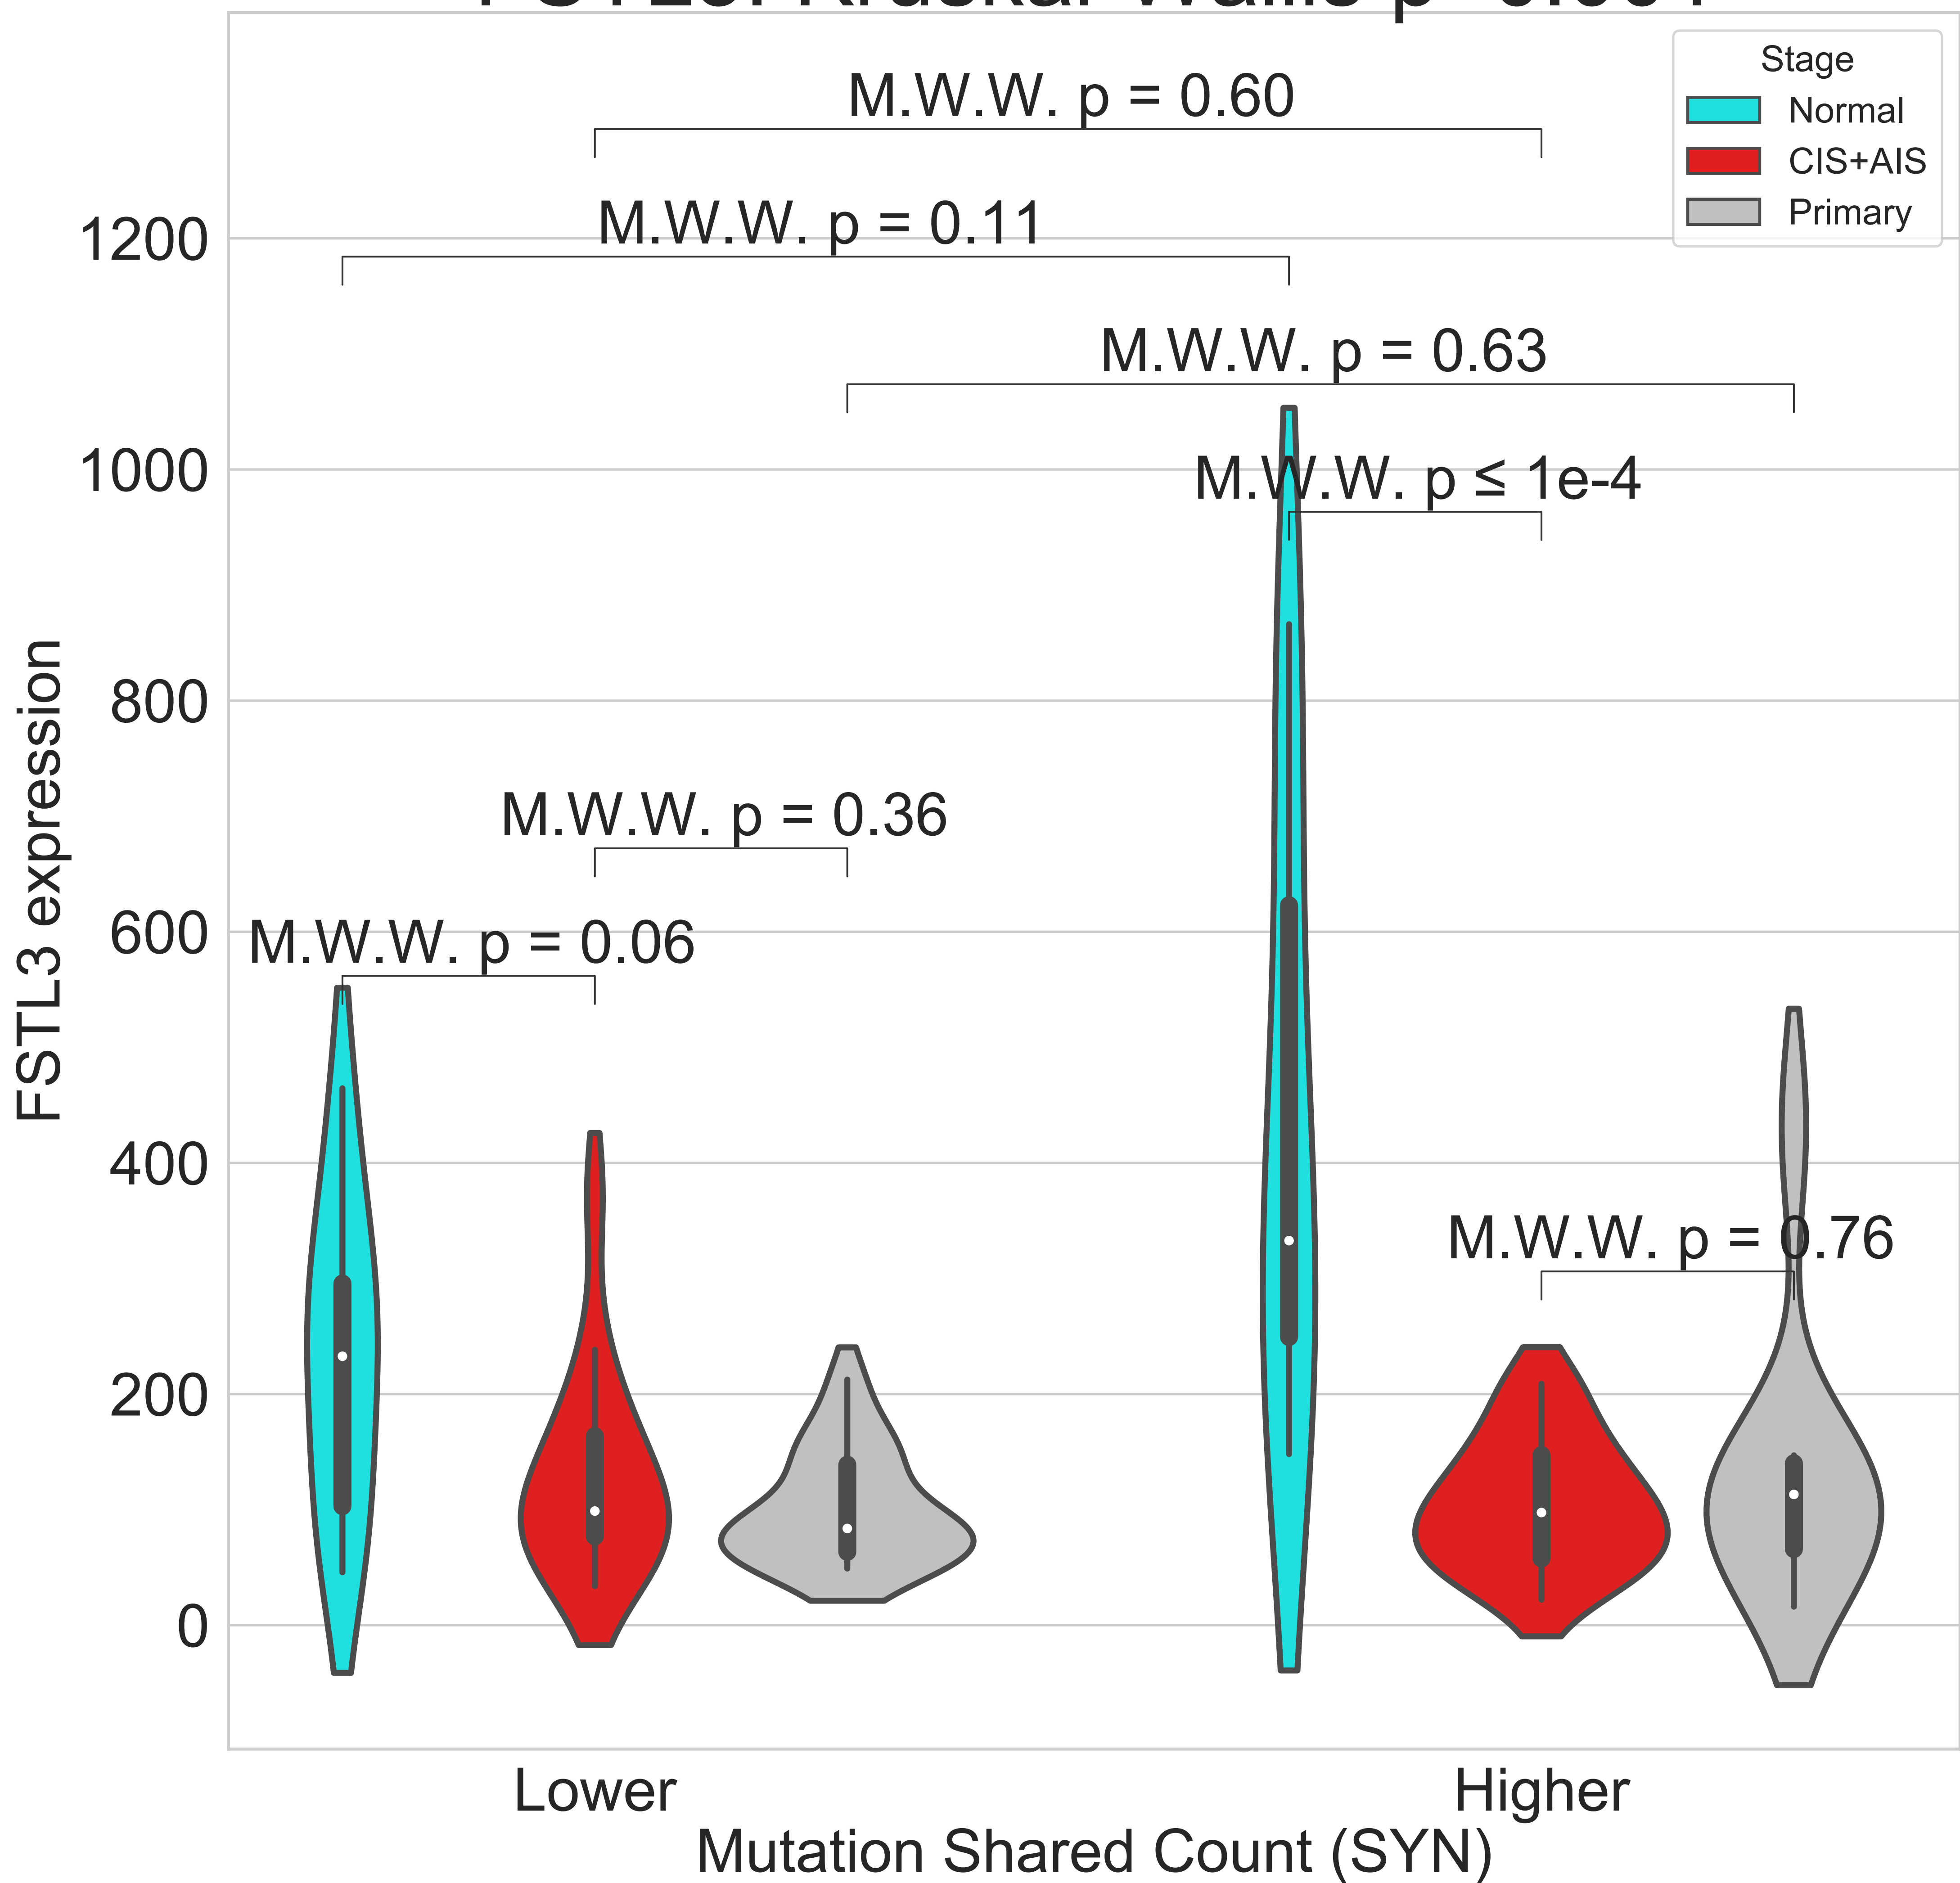 Stage
Normal
CIS+AIS
Primary
M.W.W. p = 0.60
M.W.W. p = 0.11
M.W.W. p = 0.63
M.W.W. p ≤ 1e-4
M.W.W. p = 0.36
M.W.W. p = 0.06
M.W.W. p = 0.76
1200
1000
800
600
400
200
0
FSTL3 expression
Lower
Higher
Mutation Shared Count (SYN)